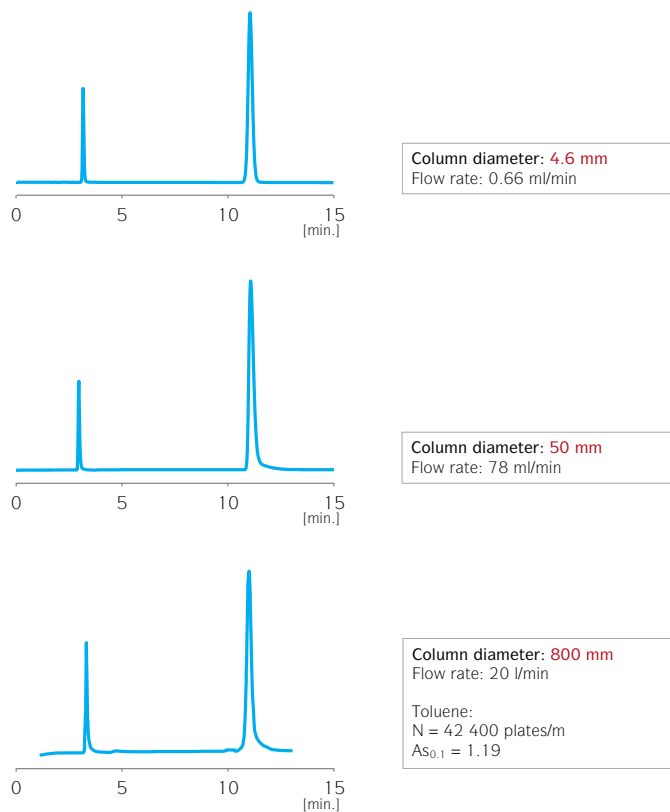 Column diameter: 4.6 mm
Flow rate: 0.66 ml/min
0 5 10 15
[min.]
Column diameter: 50 mm
Flow rate: 78 ml/min
0 5 10 15
[min.]
Column diameter: 800 mm
Flow rate: 20 l/min
Toluene:
N = 42 400 plates/m
As0.1 = 1.19
0 5 10 15
[min.]